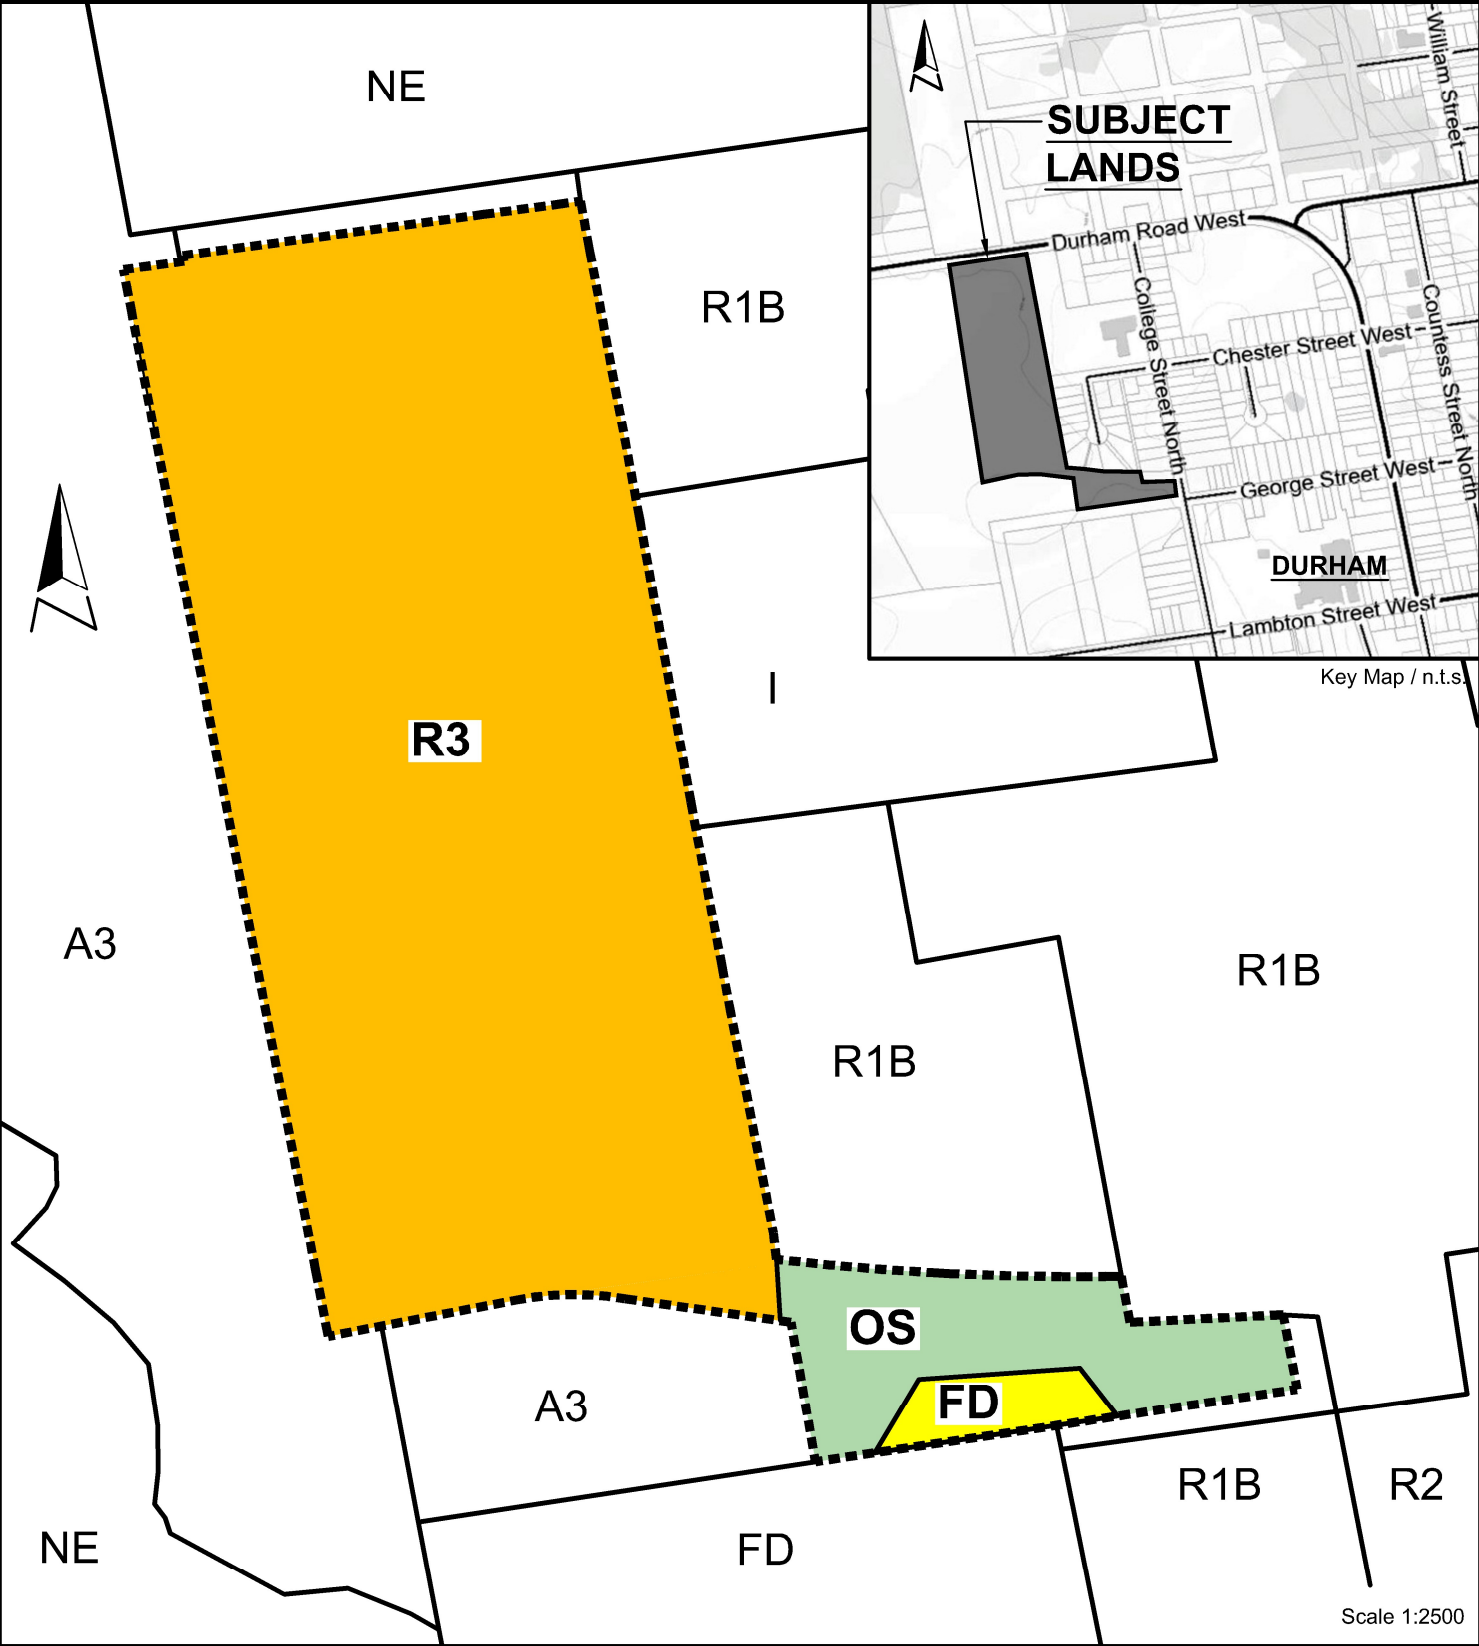 NE
SUBJECT
LANDS
William Street
Durham Road West
College Street North
Countess Street North
Chester Street West
George Street West
DURHAM
Lambton Street West
Key Map / n.t.s.
R1B
I
R3
A3
R1B
R1B
OS
FD
A3
R1B
R2
NE
FD
Scale 1:2500